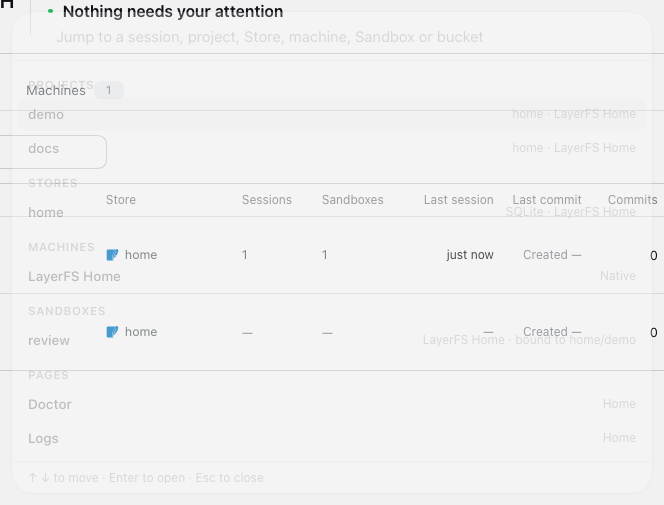 H
Nothing needs your attention
Jump to a session, project, Store, machine, Sandbox or bucket
PROJECTS
Machines 1
demo home · LayerFS Home
docs home · LayerFS Home
STORES
Store Sessions Sandboxes Last session Last commit Commits
home SQLite · LayerFS Home
MACHINES
home 1 1 just now Created — 0
LayerFS Home Native
SANDBOXES
home — — — Created — 0
review LayerFS Home · bound to home/demo
PAGES
Doctor Home
Logs Home
↑ ↓ to move · Enter to open · Esc to close